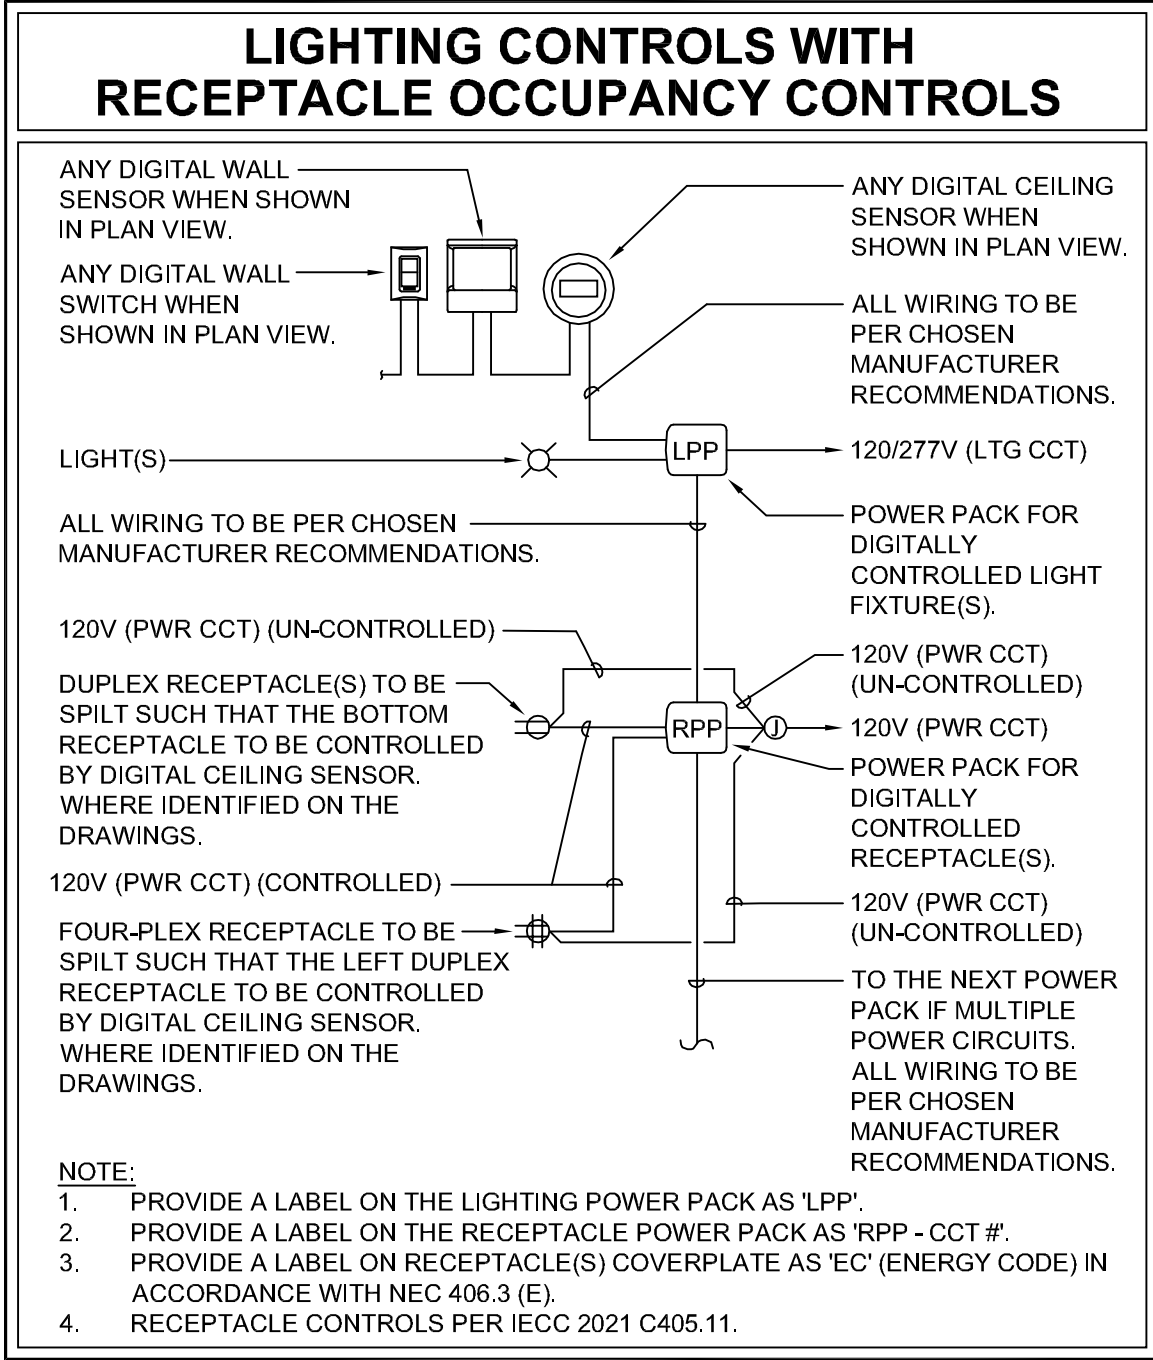 LIGHTING CONTROLS WITH
RECEPTACLE OCCUPANCY CONTROLS
ANY DIGITAL WALL
SENSOR WHEN SHOWN
IN PLAN VIEW.
ANY DIGITAL WALL
SWITCH WHEN
SHOWN IN PLAN VIEW.
ANY DIGITAL CEILING
SENSOR WHEN
SHOWN IN PLAN VIEW.
ALL WIRING TO BE
PER CHOSEN
MANUFACTURER
RECOMMENDATIONS.
LIGHT(S)
LPP
120/277V (LTG CCT)
ALL WIRING TO BE PER CHOSEN
MANUFACTURER RECOMMENDATIONS.
POWER PACK FOR
DIGITALLY
CONTROLLED LIGHT
FIXTURE(S).
120V (PWR CCT) (UN-CONTROLLED)
120V (PWR CCT)
(UN-CONTROLLED)
DUPLEX RECEPTACLE(S) TO BE
SPILT SUCH THAT THE BOTTOM
RECEPTACLE TO BE CONTROLLED
BY DIGITAL CEILING SENSOR.
WHERE IDENTIFIED ON THE
DRAWINGS.
RPP
J
120V (PWR CCT)
POWER PACK FOR
DIGITALLY
CONTROLLED
RECEPTACLE(S).
120V (PWR CCT) (CONTROLLED)
120V (PWR CCT)
(UN-CONTROLLED)
FOUR-PLEX RECEPTACLE TO BE
SPILT SUCH THAT THE LEFT DUPLEX
RECEPTACLE TO BE CONTROLLED
BY DIGITAL CEILING SENSOR.
WHERE IDENTIFIED ON THE
DRAWINGS.
TO THE NEXT POWER
PACK IF MULTIPLE
POWER CIRCUITS.
ALL WIRING TO BE
PER CHOSEN
MANUFACTURER
RECOMMENDATIONS.
NOTE:
1. PROVIDE A LABEL ON THE LIGHTING POWER PACK AS 'LPP'.
2. PROVIDE A LABEL ON THE RECEPTACLE POWER PACK AS 'RPP - CCT #'.
3. PROVIDE A LABEL ON RECEPTACLE(S) COVERPLATE AS 'EC' (ENERGY CODE) IN
ACCORDANCE WITH NEC 406.3 (E).
4. RECEPTACLE CONTROLS PER IECC 2021 C405.11.